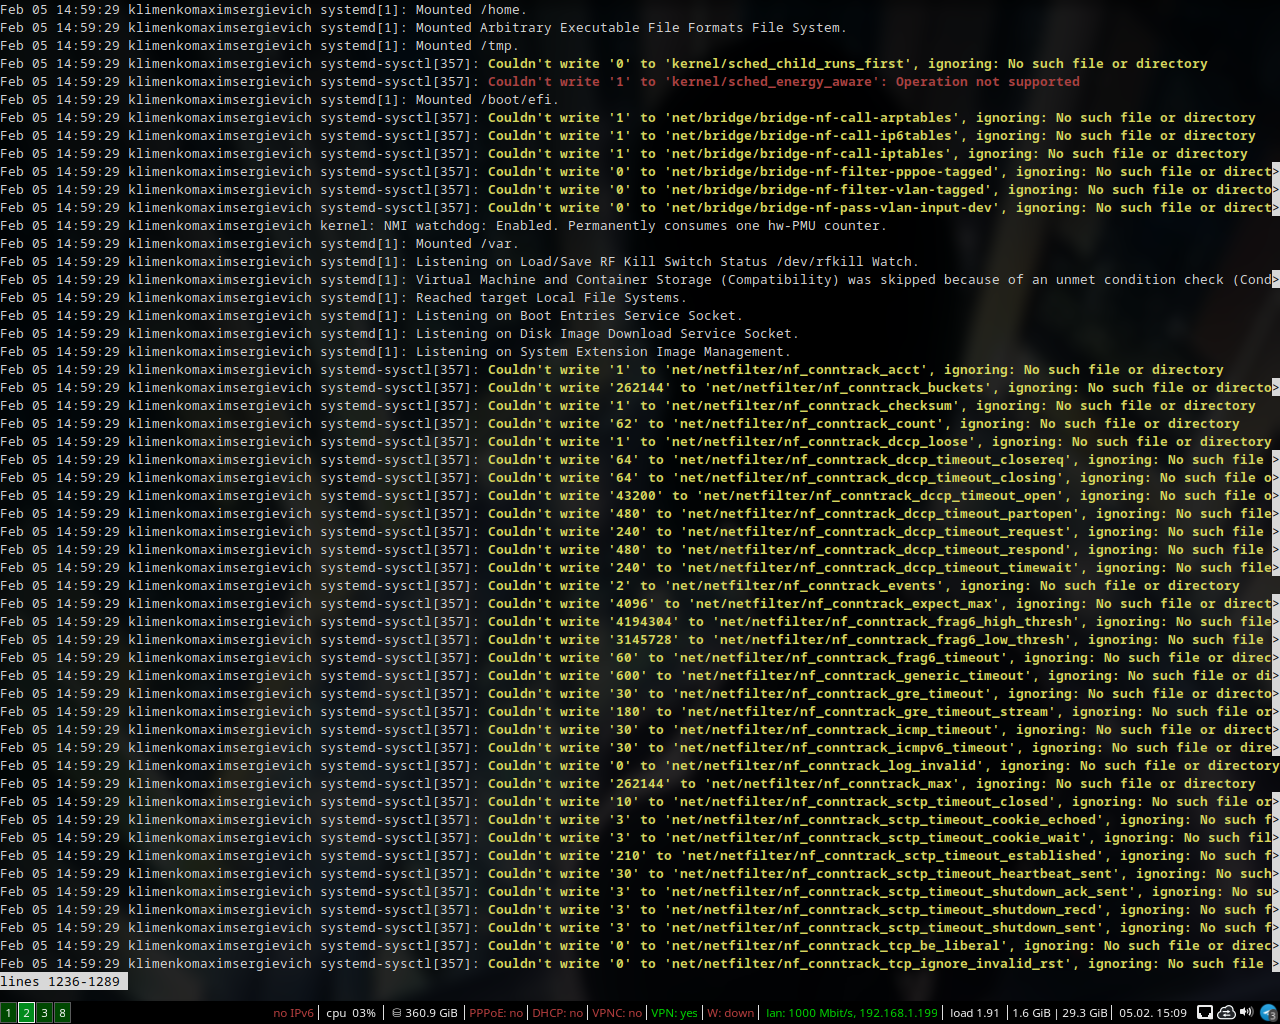 Feb 05 14:59:29 klimenkomaximsergievich systemd[1]: Mounted /home.
Feb 05 14:59:29 klimenkomaximsergievich systemd[1]: Mounted Arbitrary Executable File Formats File System.
Feb 05 14:59:29 klimenkomaximsergievich systemd[1]: Mounted /tmp.
Feb 05 14:59:29 klimenkomaximsergievich systemd-sysctl[357]: Couldn't write '0' to 'kernel/sched_child_runs_first', ignoring: No such file or directory
Feb 05 14:59:29 klimenkomaximsergievich systemd-sysctl[357]: Couldn't write '1' to 'kernel/sched_energy_aware': Operation not supported
Feb 05 14:59:29 klimenkomaximsergievich systemd[1]: Mounted /boot/efi.
Feb 05 14:59:29 klimenkomaximsergievich systemd-sysctl[357]: Couldn't write '1' to 'net/bridge/bridge-nf-call-arptables', ignoring: No such file or directory
Feb 05 14:59:29 klimenkomaximsergievich systemd-sysctl[357]: Couldn't write '1' to 'net/bridge/bridge-nf-call-ip6tables', ignoring: No such file or directory
Feb 05 14:59:29 klimenkomaximsergievich systemd-sysctl[357]: Couldn't write '1' to 'net/bridge/bridge-nf-call-iptables', ignoring: No such file or directory
Feb 05 14:59:29 klimenkomaximsergievich systemd-sysctl[357]: Couldn't write '0' to 'net/bridge/bridge-nf-filter-pppoe-tagged', ignoring: No such file or direct>
Feb 05 14:59:29 klimenkomaximsergievich systemd-sysctl[357]: Couldn't write '0' to 'net/bridge/bridge-nf-filter-vlan-tagged', ignoring: No such file or directo>
Feb 05 14:59:29 klimenkomaximsergievich systemd-sysctl[357]: Couldn't write '0' to 'net/bridge/bridge-nf-pass-vlan-input-dev', ignoring: No such file or direct>
Feb 05 14:59:29 klimenkomaximsergievich kernel: NMI watchdog: Enabled. Permanently consumes one hw-PMU counter.
Feb 05 14:59:29 klimenkomaximsergievich systemd[1]: Mounted /var.
Feb 05 14:59:29 klimenkomaximsergievich systemd[1]: Listening on Load/Save RF Kill Switch Status /dev/rfkill Watch.
Feb 05 14:59:29 klimenkomaximsergievich systemd[1]: Virtual Machine and Container Storage (Compatibility) was skipped because of an unmet condition check (Cond>
Feb 05 14:59:29 klimenkomaximsergievich systemd[1]: Reached target Local File Systems.
Feb 05 14:59:29 klimenkomaximsergievich systemd[1]: Listening on Boot Entries Service Socket.
Feb 05 14:59:29 klimenkomaximsergievich systemd[1]: Listening on Disk Image Download Service Socket.
Feb 05 14:59:29 klimenkomaximsergievich systemd[1]: Listening on System Extension Image Management.
Feb 05 14:59:29 klimenkomaximsergievich systemd-sysctl[357]: Couldn't write '1' to 'net/netfilter/nf_conntrack_acct', ignoring: No such file or directory
Feb 05 14:59:29 klimenkomaximsergievich systemd-sysctl[357]: Couldn't write '262144' to 'net/netfilter/nf_conntrack_buckets', ignoring: No such file or directo>
Feb 05 14:59:29 klimenkomaximsergievich systemd-sysctl[357]: Couldn't write '1' to 'net/netfilter/nf_conntrack_checksum', ignoring: No such file or directory
Feb 05 14:59:29 klimenkomaximsergievich systemd-sysctl[357]: Couldn't write '62' to 'net/netfilter/nf_conntrack_count', ignoring: No such file or directory
Feb 05 14:59:29 klimenkomaximsergievich systemd-sysctl[357]: Couldn't write '1' to 'net/netfilter/nf_conntrack_dccp_loose', ignoring: No such file or directory
Feb 05 14:59:29 klimenkomaximsergievich systemd-sysctl[357]: Couldn't write '64' to 'net/netfilter/nf_conntrack_dccp_timeout_closereq', ignoring: No such file >
Feb 05 14:59:29 klimenkomaximsergievich systemd-sysctl[357]: Couldn't write '64' to 'net/netfilter/nf_conntrack_dccp_timeout_closing', ignoring: No such file o>
Feb 05 14:59:29 klimenkomaximsergievich systemd-sysctl[357]: Couldn't write '43200' to 'net/netfilter/nf_conntrack_dccp_timeout_open', ignoring: No such file o>
Feb 05 14:59:29 klimenkomaximsergievich systemd-sysctl[357]: Couldn't write '480' to 'net/netfilter/nf_conntrack_dccp_timeout_partopen', ignoring: No such file>
Feb 05 14:59:29 klimenkomaximsergievich systemd-sysctl[357]: Couldn't write '240' to 'net/netfilter/nf_conntrack_dccp_timeout_request', ignoring: No such file >
Feb 05 14:59:29 klimenkomaximsergievich systemd-sysctl[357]: Couldn't write '480' to 'net/netfilter/nf_conntrack_dccp_timeout_respond', ignoring: No such file >
Feb 05 14:59:29 klimenkomaximsergievich systemd-sysctl[357]: Couldn't write '240' to 'net/netfilter/nf_conntrack_dccp_timeout_timewait', ignoring: No such file>
Feb 05 14:59:29 klimenkomaximsergievich systemd-sysctl[357]: Couldn't write '2' to 'net/netfilter/nf_conntrack_events', ignoring: No such file or directory
Feb 05 14:59:29 klimenkomaximsergievich systemd-sysctl[357]: Couldn't write '4096' to 'net/netfilter/nf_conntrack_expect_max', ignoring: No such file or direct>
Feb 05 14:59:29 klimenkomaximsergievich systemd-sysctl[357]: Couldn't write '4194304' to 'net/netfilter/nf_conntrack_frag6_high_thresh', ignoring: No such file>
Feb 05 14:59:29 klimenkomaximsergievich systemd-sysctl[357]: Couldn't write '3145728' to 'net/netfilter/nf_conntrack_frag6_low_thresh', ignoring: No such file >
Feb 05 14:59:29 klimenkomaximsergievich systemd-sysctl[357]: Couldn't write '60' to 'net/netfilter/nf_conntrack_frag6_timeout', ignoring: No such file or direc>
Feb 05 14:59:29 klimenkomaximsergievich systemd-sysctl[357]: Couldn't write '600' to 'net/netfilter/nf_conntrack_generic_timeout', ignoring: No such file or di>
Feb 05 14:59:29 klimenkomaximsergievich systemd-sysctl[357]: Couldn't write '30' to 'net/netfilter/nf_conntrack_gre_timeout', ignoring: No such file or directo>
Feb 05 14:59:29 klimenkomaximsergievich systemd-sysctl[357]: Couldn't write '180' to 'net/netfilter/nf_conntrack_gre_timeout_stream', ignoring: No such file or>
Feb 05 14:59:29 klimenkomaximsergievich systemd-sysctl[357]: Couldn't write '30' to 'net/netfilter/nf_conntrack_icmp_timeout', ignoring: No such file or direct>
Feb 05 14:59:29 klimenkomaximsergievich systemd-sysctl[357]: Couldn't write '30' to 'net/netfilter/nf_conntrack_icmpv6_timeout', ignoring: No such file or dire>
Feb 05 14:59:29 klimenkomaximsergievich systemd-sysctl[357]: Couldn't write '0' to 'net/netfilter/nf_conntrack_log_invalid', ignoring: No such file or directory
Feb 05 14:59:29 klimenkomaximsergievich systemd-sysctl[357]: Couldn't write '262144' to 'net/netfilter/nf_conntrack_max', ignoring: No such file or directory
Feb 05 14:59:29 klimenkomaximsergievich systemd-sysctl[357]: Couldn't write '10' to 'net/netfilter/nf_conntrack_sctp_timeout_closed', ignoring: No such file or>
Feb 05 14:59:29 klimenkomaximsergievich systemd-sysctl[357]: Couldn't write '3' to 'net/netfilter/nf_conntrack_sctp_timeout_cookie_echoed', ignoring: No such f>
Feb 05 14:59:29 klimenkomaximsergievich systemd-sysctl[357]: Couldn't write '3' to 'net/netfilter/nf_conntrack_sctp_timeout_cookie_wait', ignoring: No such fil>
Feb 05 14:59:29 klimenkomaximsergievich systemd-sysctl[357]: Couldn't write '210' to 'net/netfilter/nf_conntrack_sctp_timeout_established', ignoring: No such f>
Feb 05 14:59:29 klimenkomaximsergievich systemd-sysctl[357]: Couldn't write '30' to 'net/netfilter/nf_conntrack_sctp_timeout_heartbeat_sent', ignoring: No such>
Feb 05 14:59:29 klimenkomaximsergievich systemd-sysctl[357]: Couldn't write '3' to 'net/netfilter/nf_conntrack_sctp_timeout_shutdown_ack_sent', ignoring: No su>
Feb 05 14:59:29 klimenkomaximsergievich systemd-sysctl[357]: Couldn't write '3' to 'net/netfilter/nf_conntrack_sctp_timeout_shutdown_recd', ignoring: No such f>
Feb 05 14:59:29 klimenkomaximsergievich systemd-sysctl[357]: Couldn't write '3' to 'net/netfilter/nf_conntrack_sctp_timeout_shutdown_sent', ignoring: No such f>
Feb 05 14:59:29 klimenkomaximsergievich systemd-sysctl[357]: Couldn't write '0' to 'net/netfilter/nf_conntrack_tcp_be_liberal', ignoring: No such file or direc>
Feb 05 14:59:29 klimenkomaximsergievich systemd-sysctl[357]: Couldn't write '0' to 'net/netfilter/nf_conntrack_tcp_ignore_invalid_rst', ignoring: No such file >
lines 1236-1289
1 2 3 8 no IPv6 | cpu 03% | 360.9 GiB | PPPoE: no | DHCP: no | VPNC: no | VPN: yes | W: down | lan: 1000 Mbit/s, 192.168.1.199 | load 1.91 | 1.6 GiB | 29.3 GiB | 05.02. 15:09